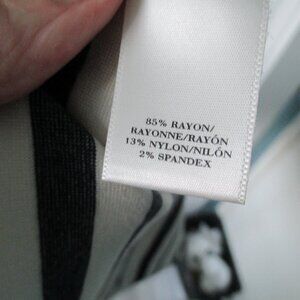 85% RAYON/
RAYONNE/RAYÓN
13% NYLON/NILÓN
2% SPANDEX